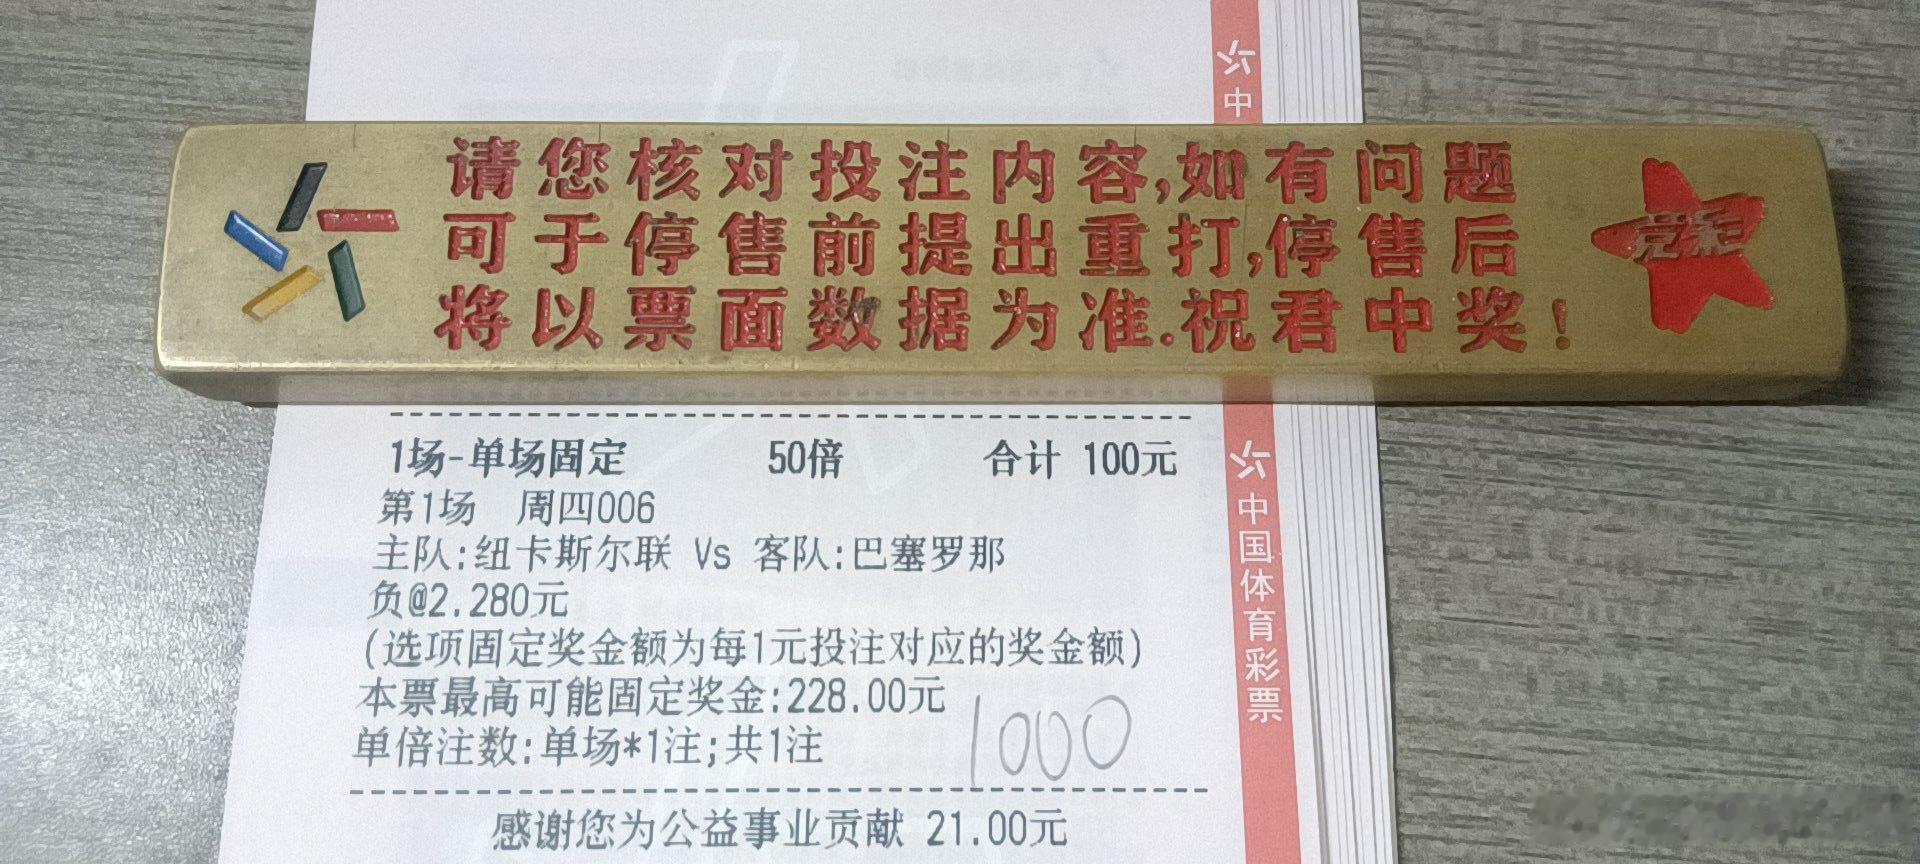 中
请您核对投注内容,如有问题
可于停售前提出重打,停售后
将以票面数据为准.祝君中奖!
1场-单场固定 50倍 合计 100元
第1场 周四006
主队:纽卡斯尔联 Vs 客队:巴塞罗那
负@2.280元
(选项固定奖金额为每1元投注对应的奖金额)
本票最高可能固定奖金:228.00元
1000
单倍注数:单场*1注;共1注
感谢您为公益事业贡献 21.00元
中国体育彩票